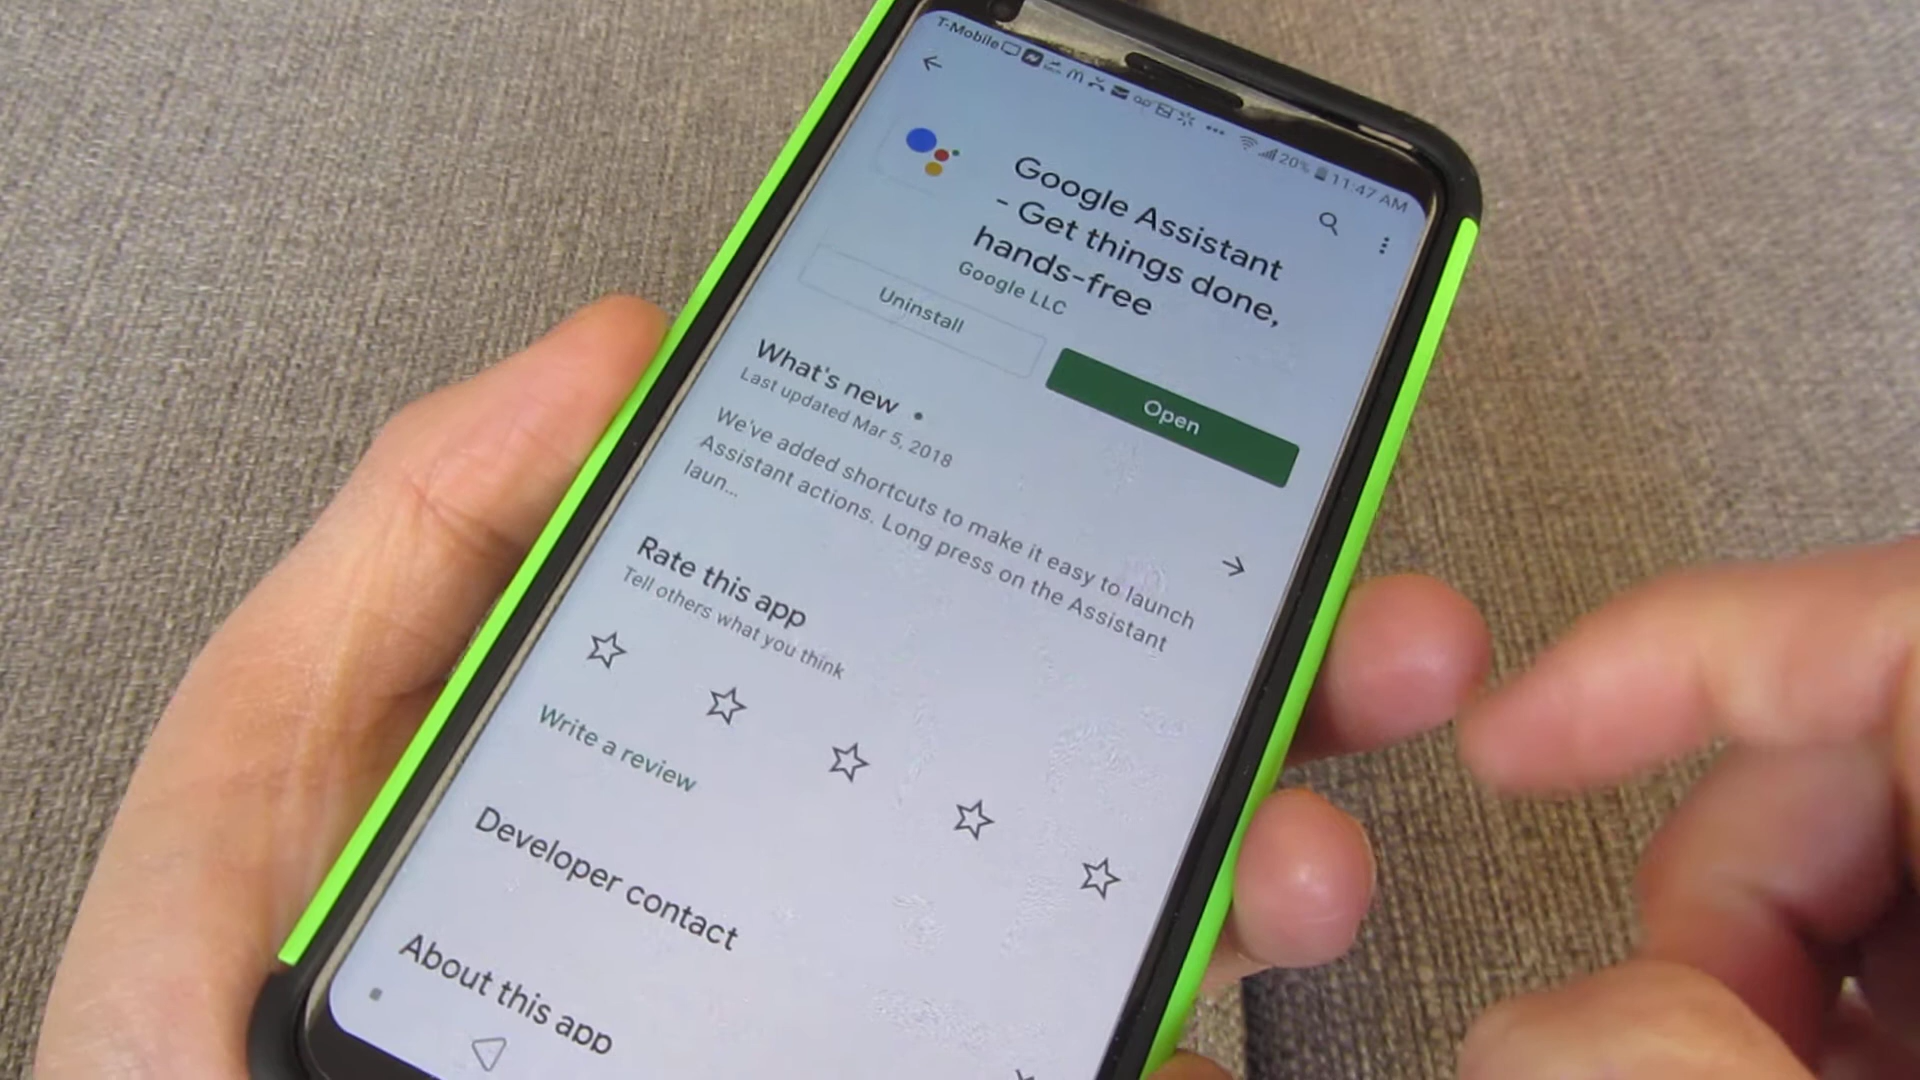 T-Mobile
20% 11:47 AM
Google Assistant
- Get things done,
hands-free
Google LLC
Uninstall
Open
What's new •
Last updated Mar 5, 2018
We've added shortcuts to make it easy to launch
Assistant actions. Long press on the Assistant
laun...
Rate this app
Tell others what you think
Write a review
Developer contact
About this app